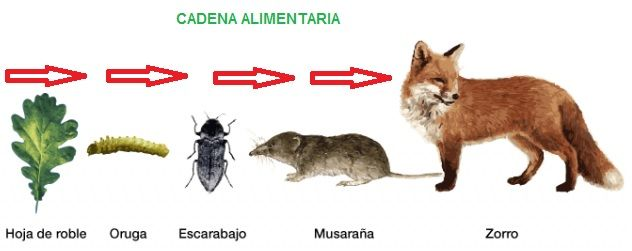 CADENA ALIMENTARIA
Hoja de roble
Oruga
Escarabajo
Musaraña
Zorro